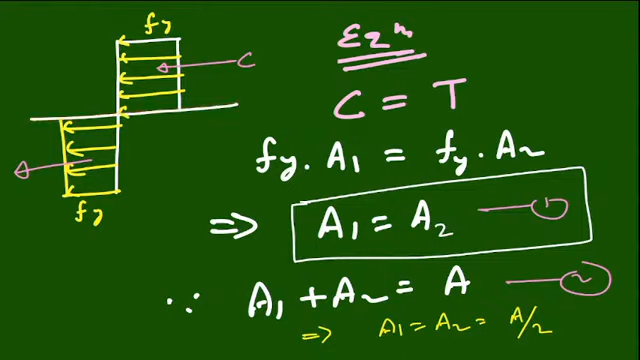 fy
C
fy
Eqⁿ
C = T
fy. A1 = fy. A2
⇒ A1 = A2 — 1
∵ A1 + A2 = A — 2
⇒ A1 = A2 = A/2